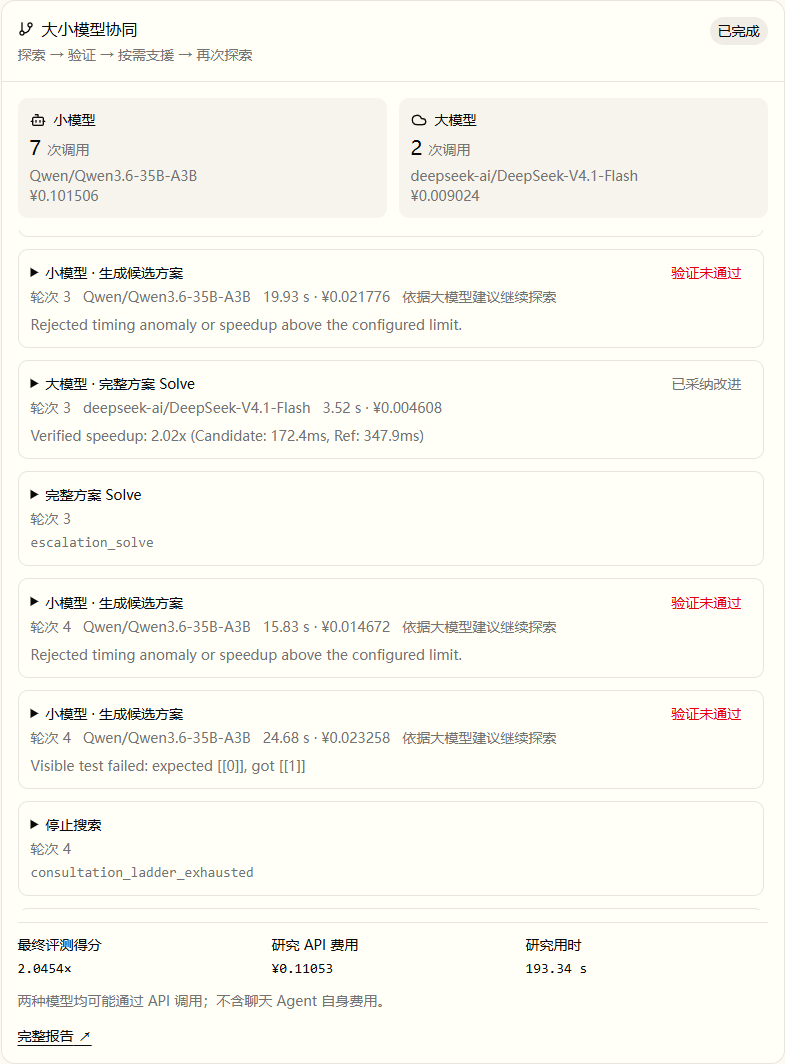 大小模型协同
已完成
探索 → 验证 → 按需支援 → 再次探索
小模型
7 次调用
Qwen/Qwen3.6-35B-A3B
¥0.101506
大模型
2 次调用
deepseek-ai/DeepSeek-V4.1-Flash
¥0.009024
▶ 小模型 · 生成候选方案
验证未通过
轮次 3 Qwen/Qwen3.6-35B-A3B 19.93 s · ¥0.021776 依据大模型建议继续探索
Rejected timing anomaly or speedup above the configured limit.
▶ 大模型 · 完整方案 Solve
已采纳改进
轮次 3 deepseek-ai/DeepSeek-V4.1-Flash 3.52 s · ¥0.004608
Verified speedup: 2.02x (Candidate: 172.4ms, Ref: 347.9ms)
▶ 完整方案 Solve
轮次 3
escalation_solve
▶ 小模型 · 生成候选方案
验证未通过
轮次 4 Qwen/Qwen3.6-35B-A3B 15.83 s · ¥0.014672 依据大模型建议继续探索
Rejected timing anomaly or speedup above the configured limit.
▶ 小模型 · 生成候选方案
验证未通过
轮次 4 Qwen/Qwen3.6-35B-A3B 24.68 s · ¥0.023258 依据大模型建议继续探索
Visible test failed: expected [[0]], got [[1]]
▶ 停止搜索
轮次 4
consultation_ladder_exhausted
最终评测得分
2.0454×
研究 API 费用
¥0.11053
研究用时
193.34 s
两种模型均可能通过 API 调用；不含聊天 Agent 自身费用。
完整报告 ↗